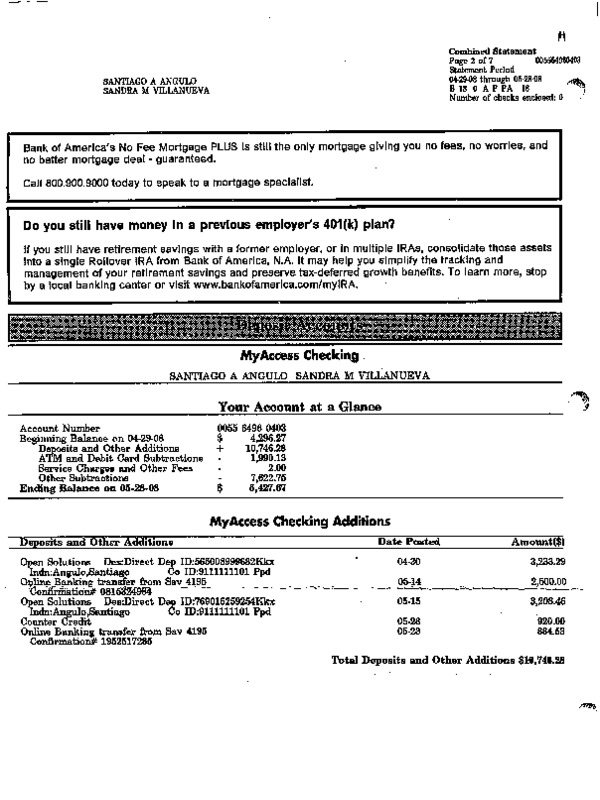 Combined Statement
Page 2 of 7
Statement Period
04-29-08 through 05-28-08
B 13 0 A P PA 16
Number of checks enclosed: 0
SANTIAGO A ANGULO
SANDRA M VILLANUEVA
Bank of America's No Fee Mortgage PLUS is still the only mortgage giving you no fees, no worries, and
no better mortgage deal - guaranteed.
Call 800.900.9000 today to speak to a mortgage specialist.
Do you still have money in a previous employer's 401(k) plan?
If you still have retirement savings with a former employer, or in multiple IRAs, consolidate those assets
into a single Rollover IRA from Bank of America, N.A. It may help you simplify the tracking and
management of your retirement savings and preserve tax-deferred growth benefits. To learn more, stop
by a local banking center or visit www.bankofamerica.com/myIRA.
Deposit Accounts
MyAccess Checking
SANTIAGO A ANGULO SANDRA M VILLANUEVA
Your Account at a Glance
Account Number 0055 6498 0403
Beginning Balance on 04-29-08 $ 4,296.27
Deposits and Other Additions + 10,746.28
ATM and Debit Card Subtractions - 1,990.13
Service Charges and Other Fees - 2.00
Other Subtractions - 7,622.75
Ending Balance on 05-28-08 $ 5,427.67
MyAccess Checking Additions
Deposits and Other Additions Date Posted Amount($)
Open Solutions Des:Direct Dep 04-30 3,233.29
Indn:Angulo,Santiago Co ID:9111111101 Ppd
Online Banking transfer from Sav 4195 05-14 2,500.00
Confirmation#
Open Solutions Des:Direct Dep 05-15 3,208.46
Indn:Angulo,Santiago Co ID:9111111101 Ppd
Counter Credit 05-28 920.00
Online Banking transfer from Sav 4195 05-23 884.53
Confirmation# 1952517285
Total Deposits and Other Additions $10,746.28